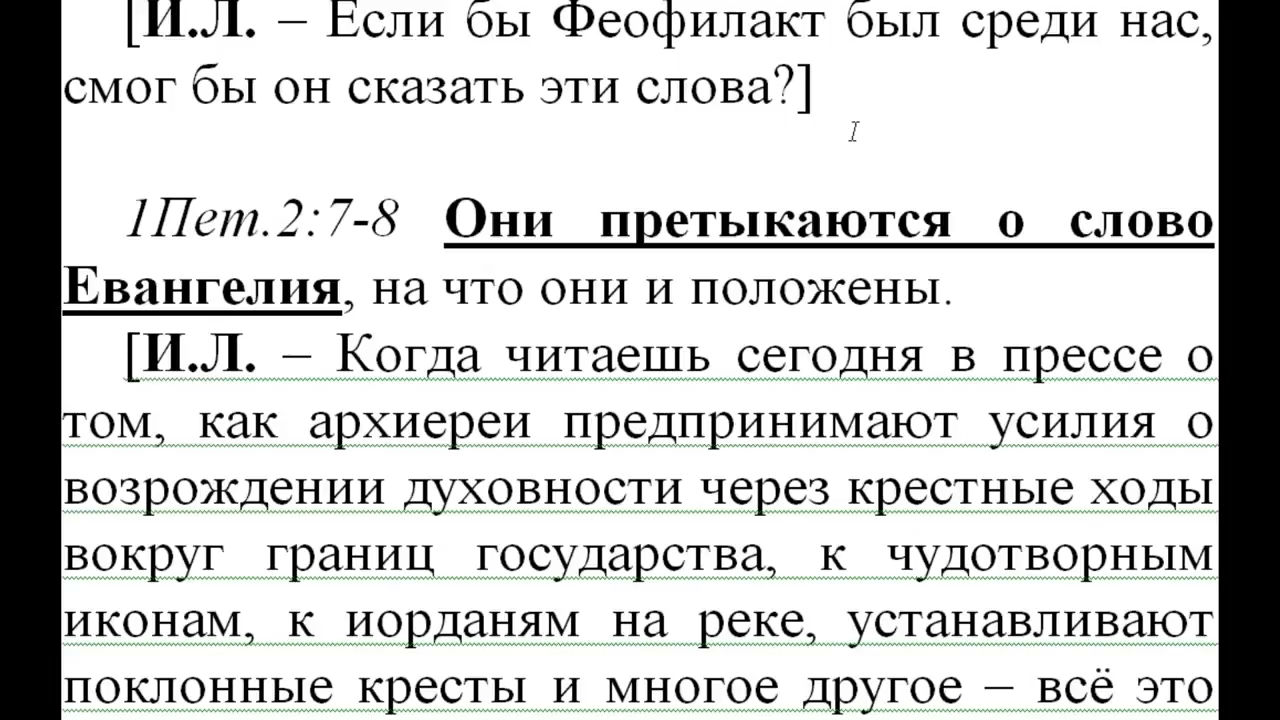 [И.Л. – Если бы Феофилакт был среди нас,
смог бы он сказать эти слова?]
1Пет.2:7-8 Они претыкаются о слово
Евангелия, на что они и положены.
[И.Л. – Когда читаешь сегодня в прессе о
том, как архиереи предпринимают усилия о
возрождении духовности через крестные ходы
вокруг границ государства, к чудотворным
иконам, к иорданям на реке, устанавливают
поклонные кресты и многое другое – всё это